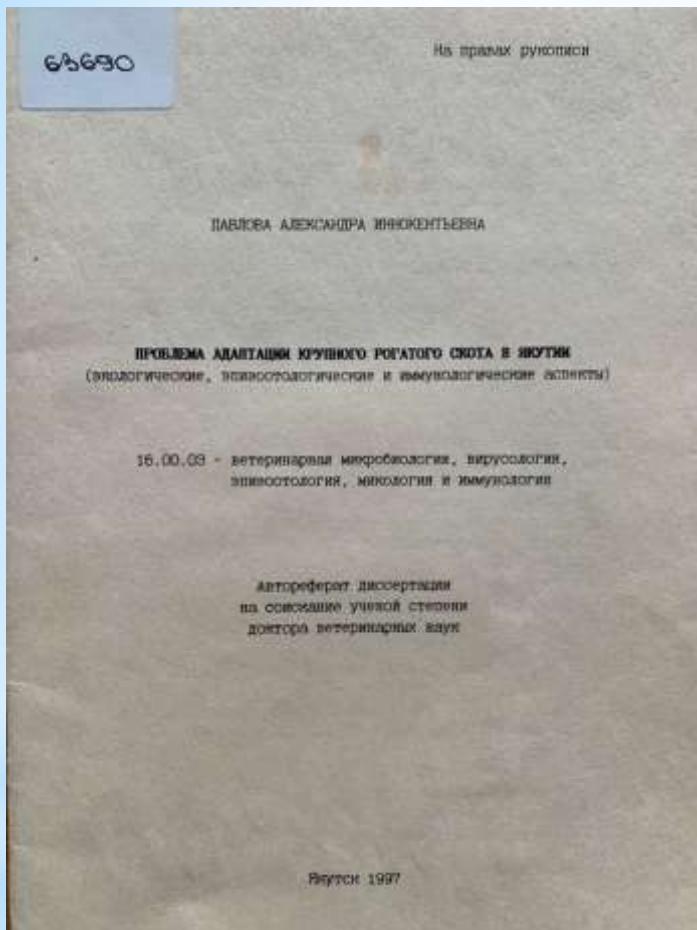 63690
На правах рукописи
ПАВЛОВА АЛЕКСАНДРА ИННОКЕНТЬЕВНА
ПРОБЛЕМА АДАПТАЦИИ КРУПНОГО РОГАТОГО СКОТА В ЯКУТИИ
(экологические, эпизоотологические и иммунологические аспекты)
16.00.03 - ветеринарная микробиология, вирусология,
эпизоотология, микология и иммунология
Автореферат диссертации
на соискание ученой степени
доктора ветеринарных наук
Якутск 1997